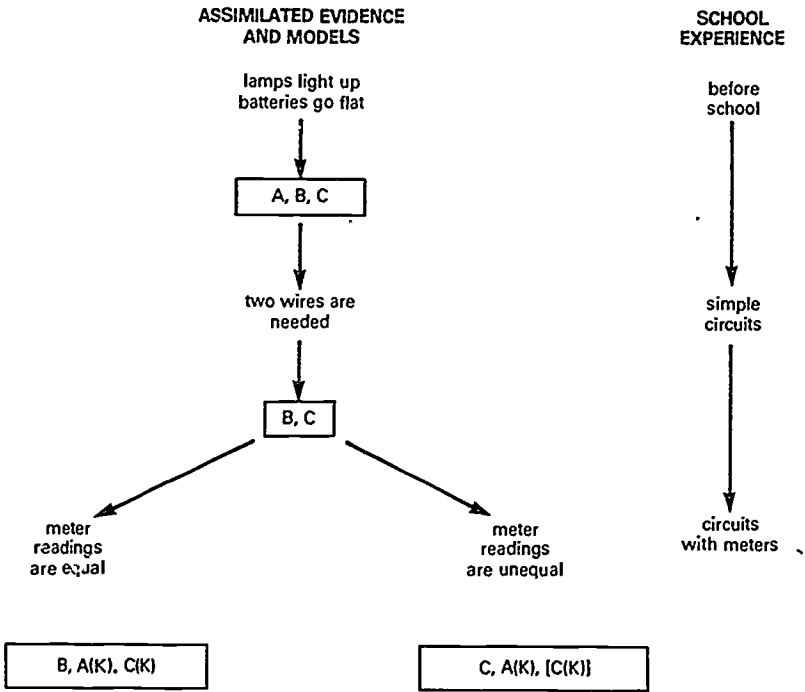 ASSIMILATED EVIDENCE
AND MODELS
SCHOOL
EXPERIENCE
lamps light up
batteries go flat
before
school
A, B, C
two wires are
needed
simple
circuits
B, C
meter
readings
are equal
meter
readings
are unequal
circuits
with meters
B, A(K), C(K)
C, A(K), [C(K)]